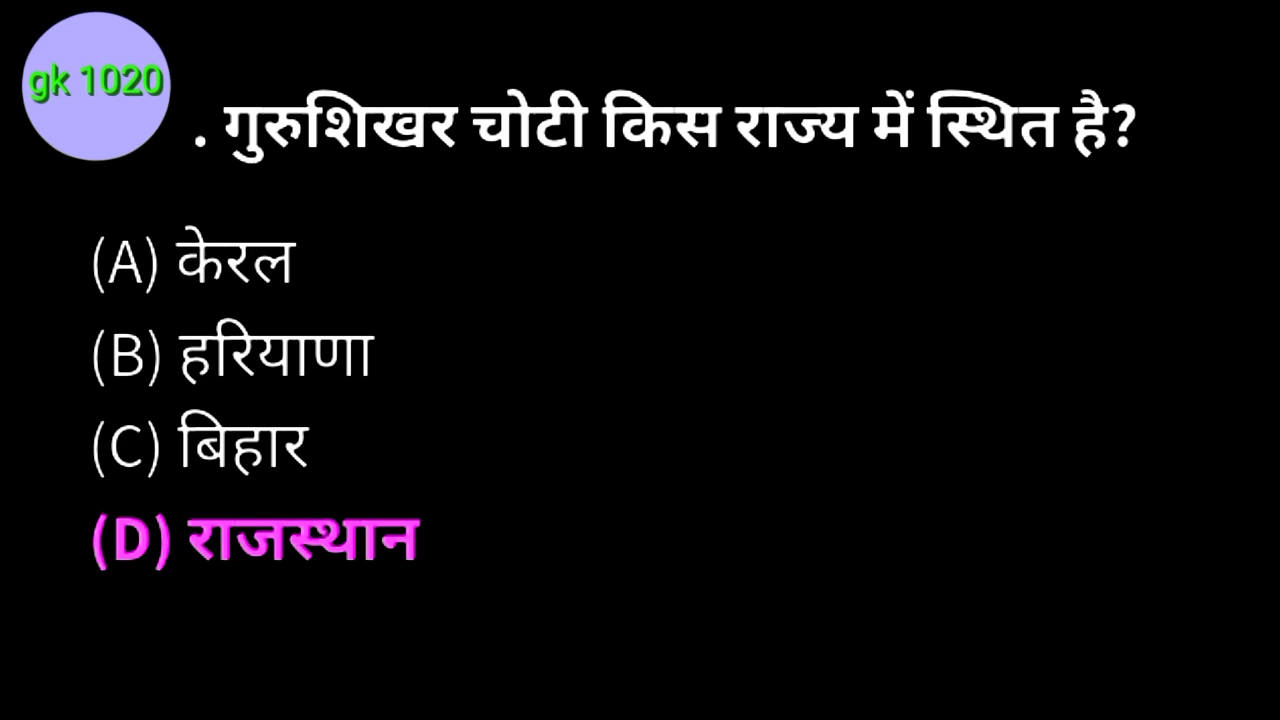 gk 1020
. गुरुशिखर चोटी किस राज्य में स्थित है?
(A) केरल
(B) हरियाणा
(C) बिहार
(D) राजस्थान